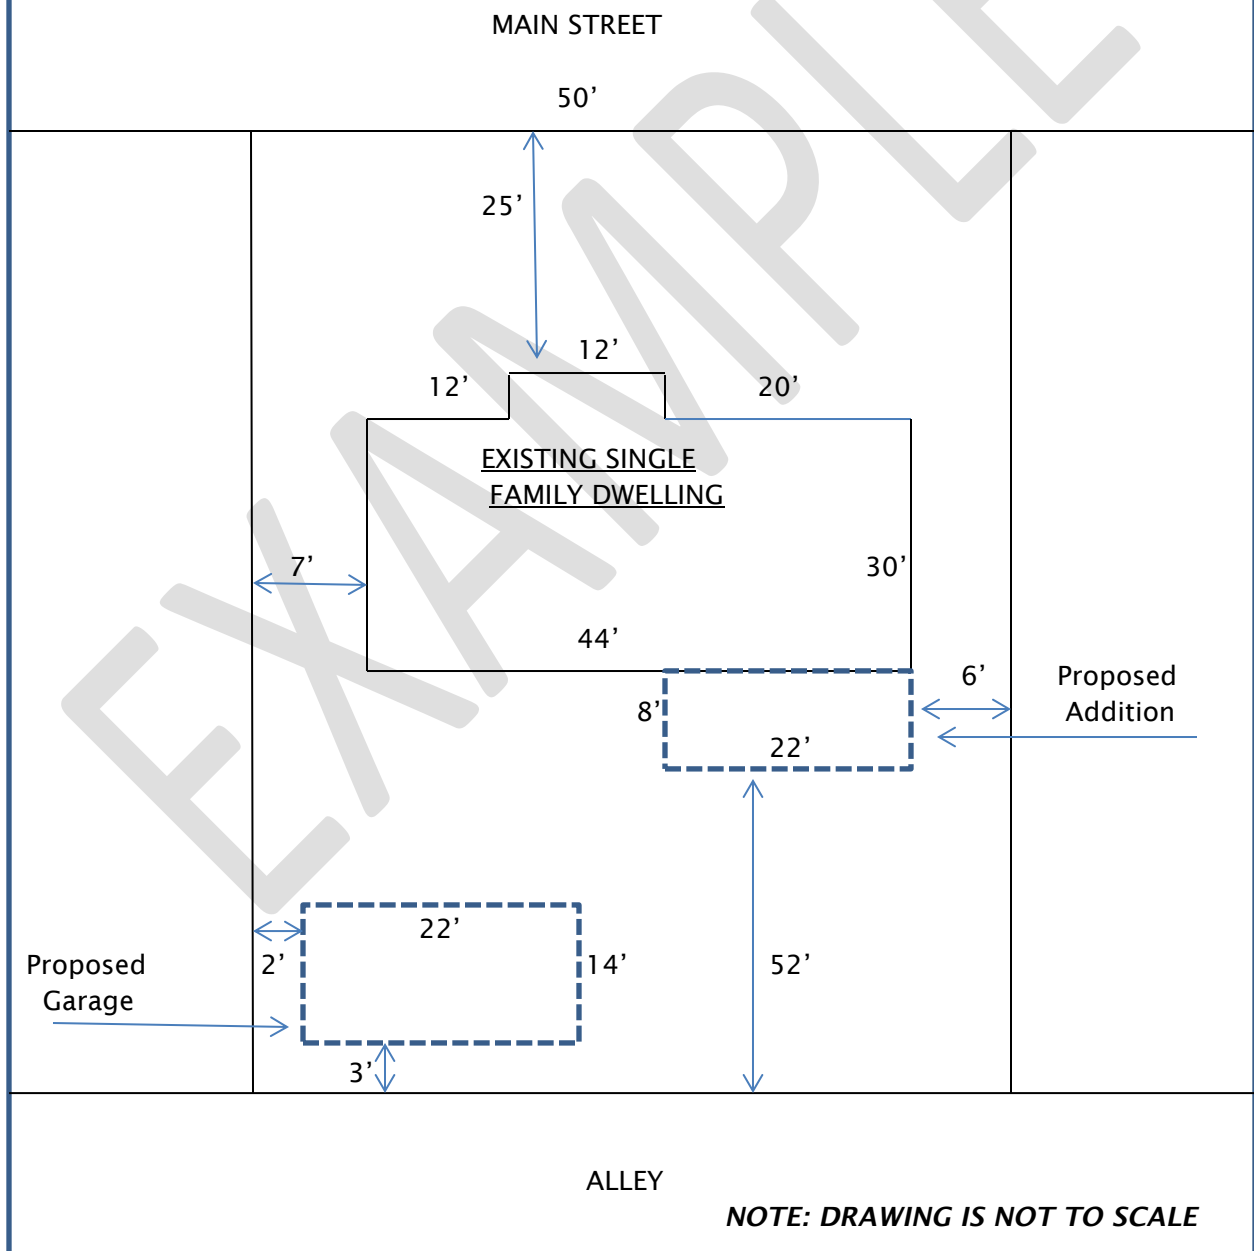 MAIN STREET
50’
25’
12’
12’
20’
EXISTING SINGLE
FAMILY DWELLING
7’
30’
44’
6’
Proposed
Addition
8’
22’
22’
Proposed
Garage
2’
14’
52’
3’
ALLEY
NOTE: DRAWING IS NOT TO SCALE
EXAMPLE